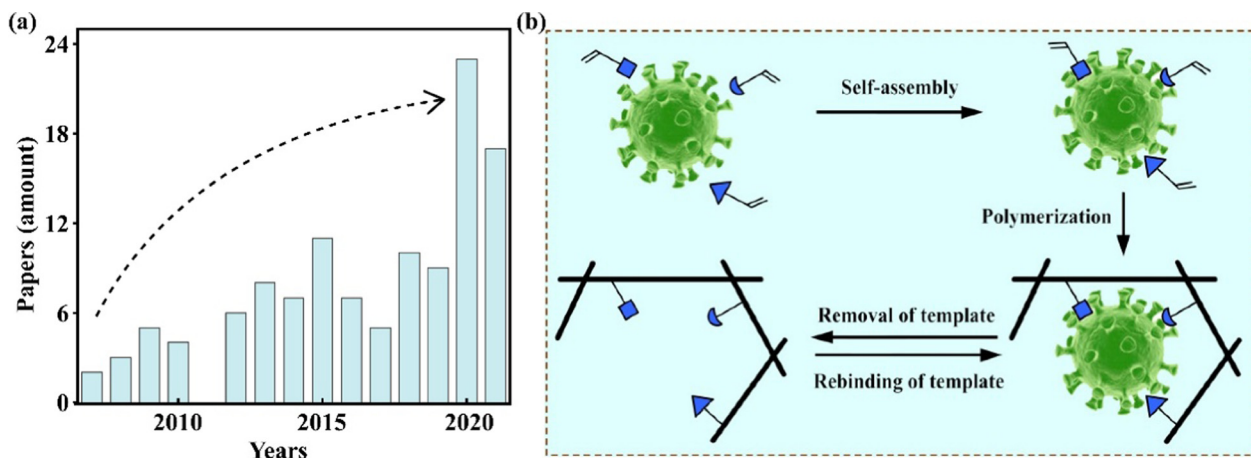 (a)
24
18
12
6
0
Papers (amount)
2010
2015
2020
Years
(b)
Self-assembly
Polymerization
Removal of template
Rebinding of template